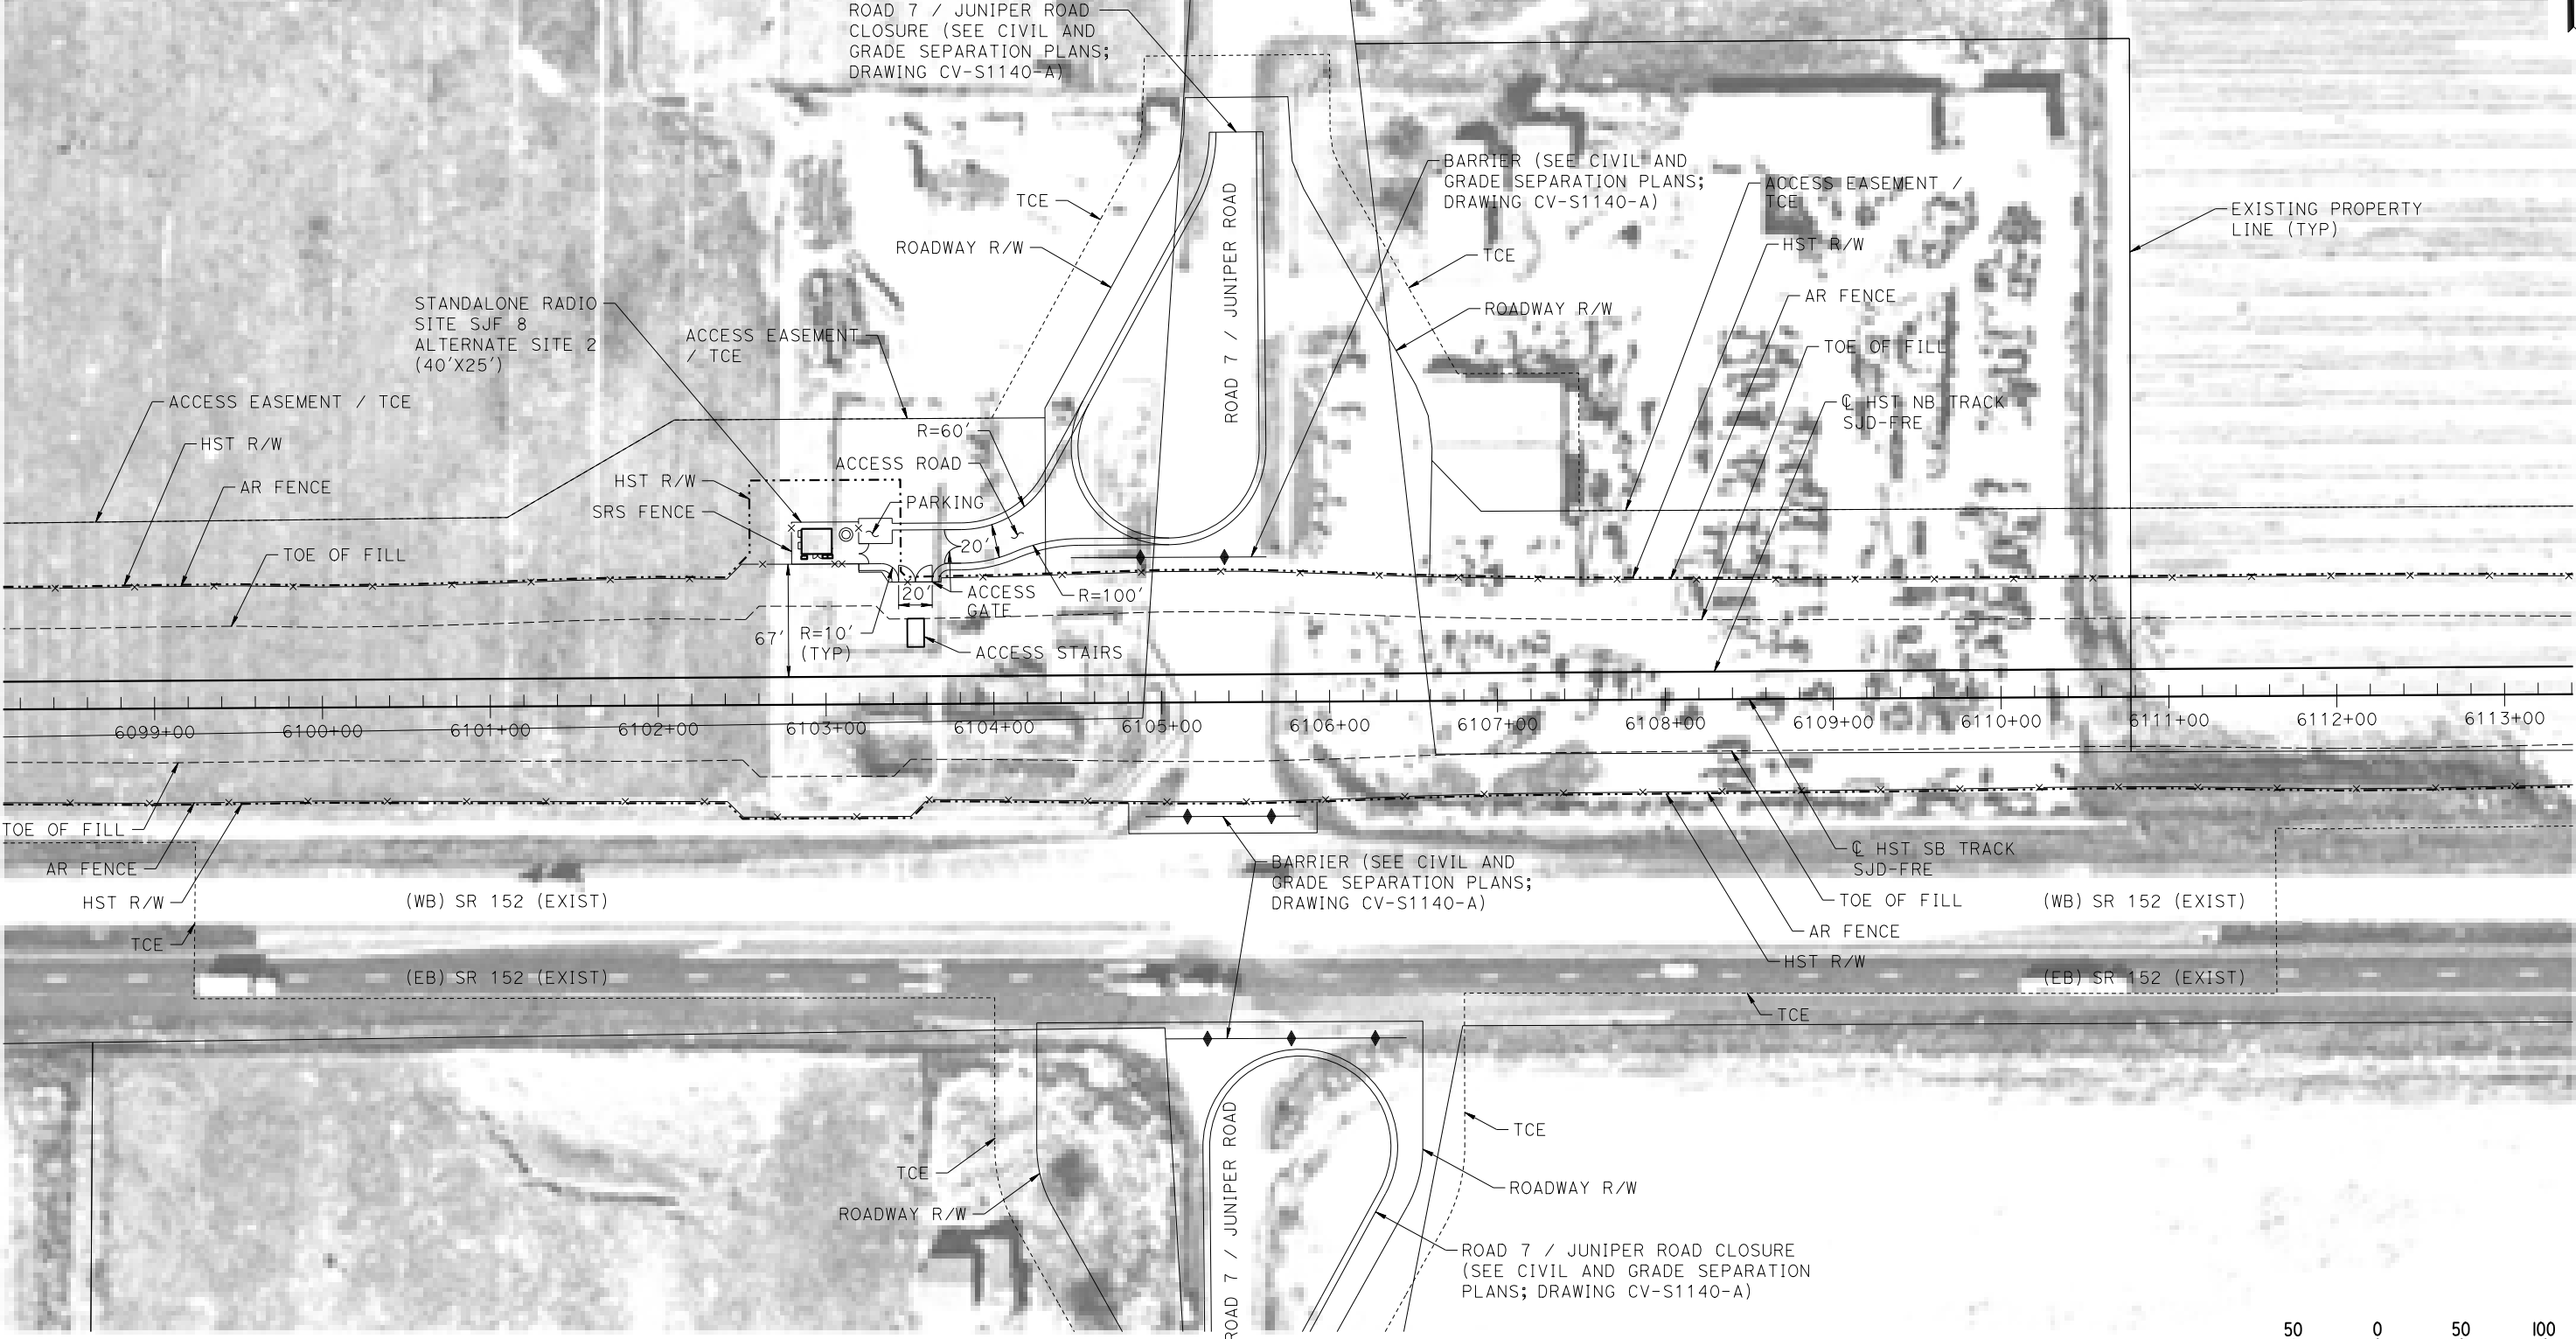 ROAD 7 / JUNIPER ROAD
CLOSURE (SEE CIVIL AND
GRADE SEPARATION PLANS;
DRAWING CV-S1140-A)
BARRIER (SEE CIVIL AND
GRADE SEPARATION PLANS;
DRAWING CV-S1140-A)
ACCESS EASEMENT /
TCE
TCE
EXISTING PROPERTY
LINE (TYP)
ROADWAY R/W
HST R/W
TCE
ROAD 7 / JUNIPER ROAD
STANDALONE RADIO
SITE SJF 8
ALTERNATE SITE 2
(40'X25')
AR FENCE
ROADWAY R/W
ACCESS EASEMENT
/ TCE
TOE OF FILL
ACCESS EASEMENT / TCE
℄ HST NB TRACK
SJD-FRE
R=60'
HST R/W
ACCESS ROAD
HST R/W
AR FENCE
PARKING
SRS FENCE
20'
TOE OF FILL
20'
ACCESS
GATE
R=100'
67'
R=10'
(TYP)
ACCESS STAIRS
6099+00
6100+00
6101+00
6102+00
6103+00
6104+00
6105+00
6106+00
6107+00
6108+00
6109+00
6110+00
6111+00
6112+00
6113+00
TOE OF FILL
AR FENCE
HST R/W
TCE
BARRIER (SEE CIVIL AND
GRADE SEPARATION PLANS;
DRAWING CV-S1140-A)
℄ HST SB TRACK
SJD-FRE
TOE OF FILL
AR FENCE
HST R/W
(WB) SR 152 (EXIST)
(WB) SR 152 (EXIST)
(EB) SR 152 (EXIST)
(EB) SR 152 (EXIST)
TCE
TCE
TCE
ROADWAY R/W
ROADWAY R/W
ROAD 7 / JUNIPER ROAD
ROAD 7 / JUNIPER ROAD CLOSURE
(SEE CIVIL AND GRADE SEPARATION
PLANS; DRAWING CV-S1140-A)
50 0 50 100